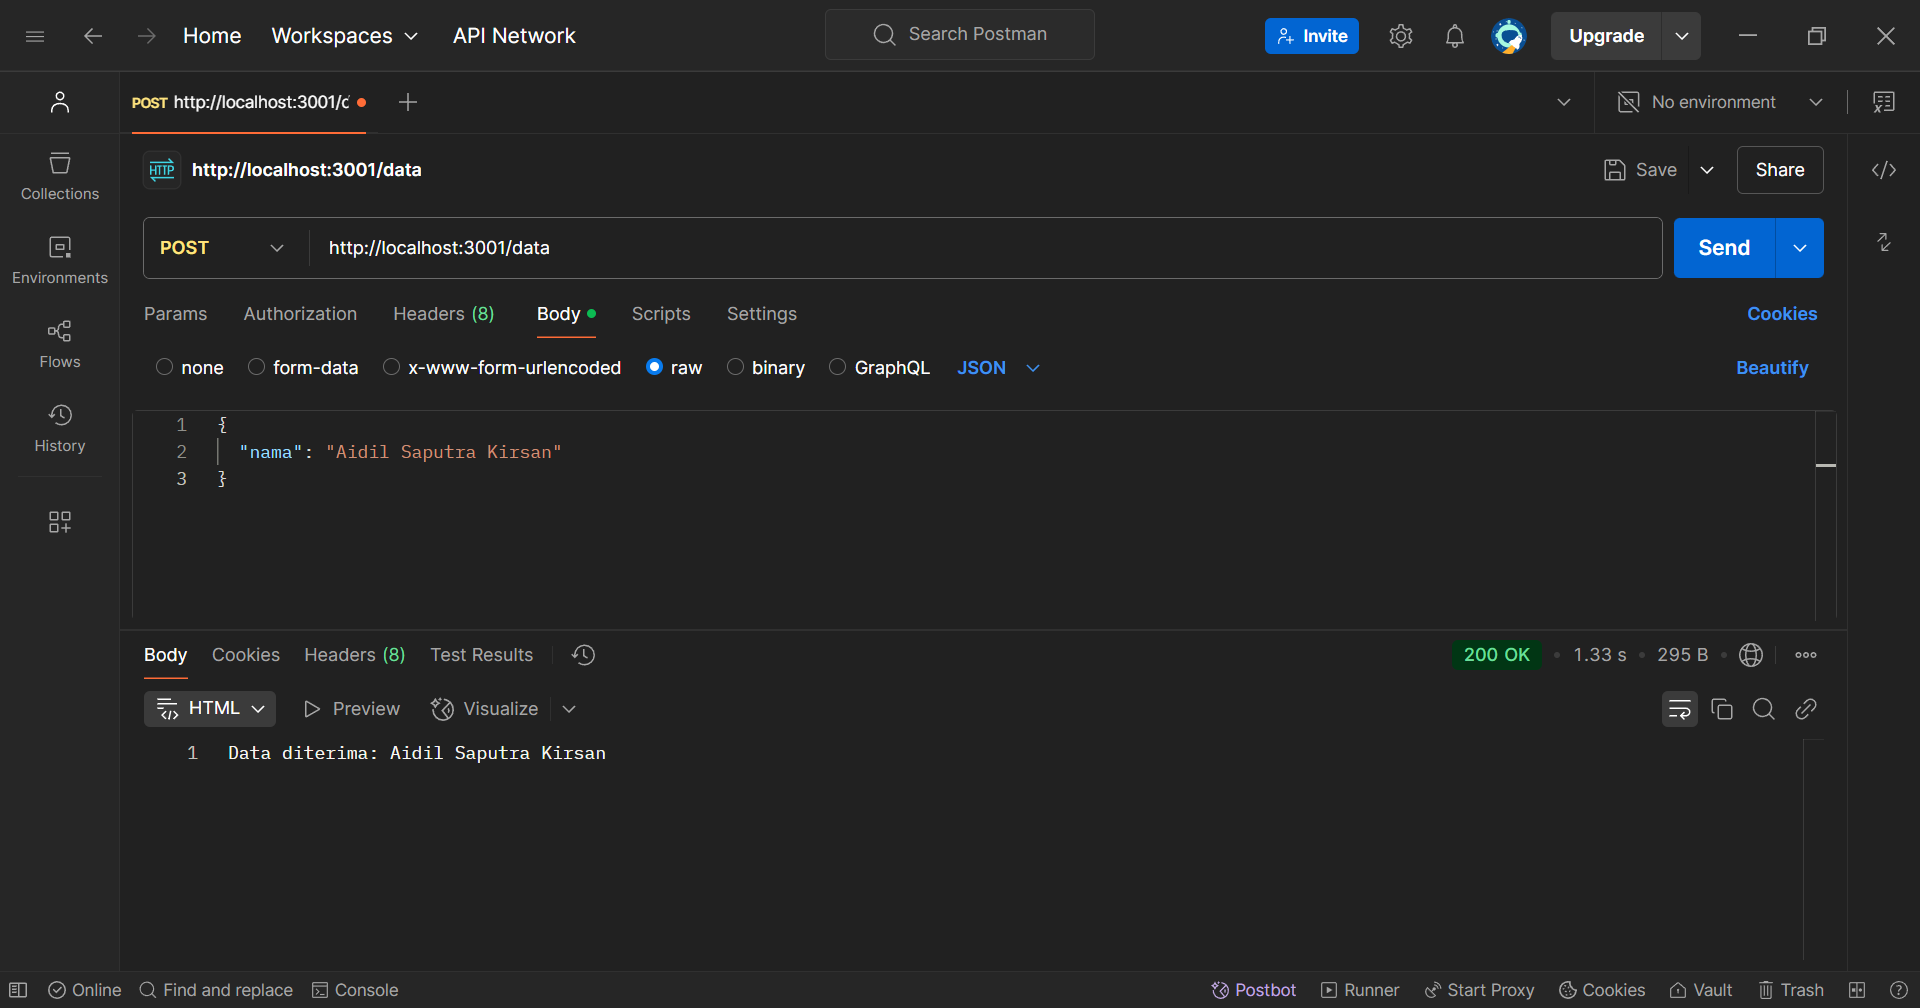 Home Workspaces API Network Search Postman Invite Upgrade
POST http://localhost:3001/d No environment
HTTP http://localhost:3001/data Save Share
Collections
POST http://localhost:3001/data Send
Environments
Params Authorization Headers (8) Body Scripts Settings Cookies
none form-data x-www-form-urlencoded raw binary GraphQL JSON Beautify
Flows
1 {
2 "nama": "Aidil Saputra Kirsan"
3 }
History
Body Cookies Headers (8) Test Results 200 OK • 1.33 s • 295 B •
HTML Preview Visualize
1 Data diterima: Aidil Saputra Kirsan
Online Find and replace Console Postbot Runner Start Proxy Cookies Vault Trash